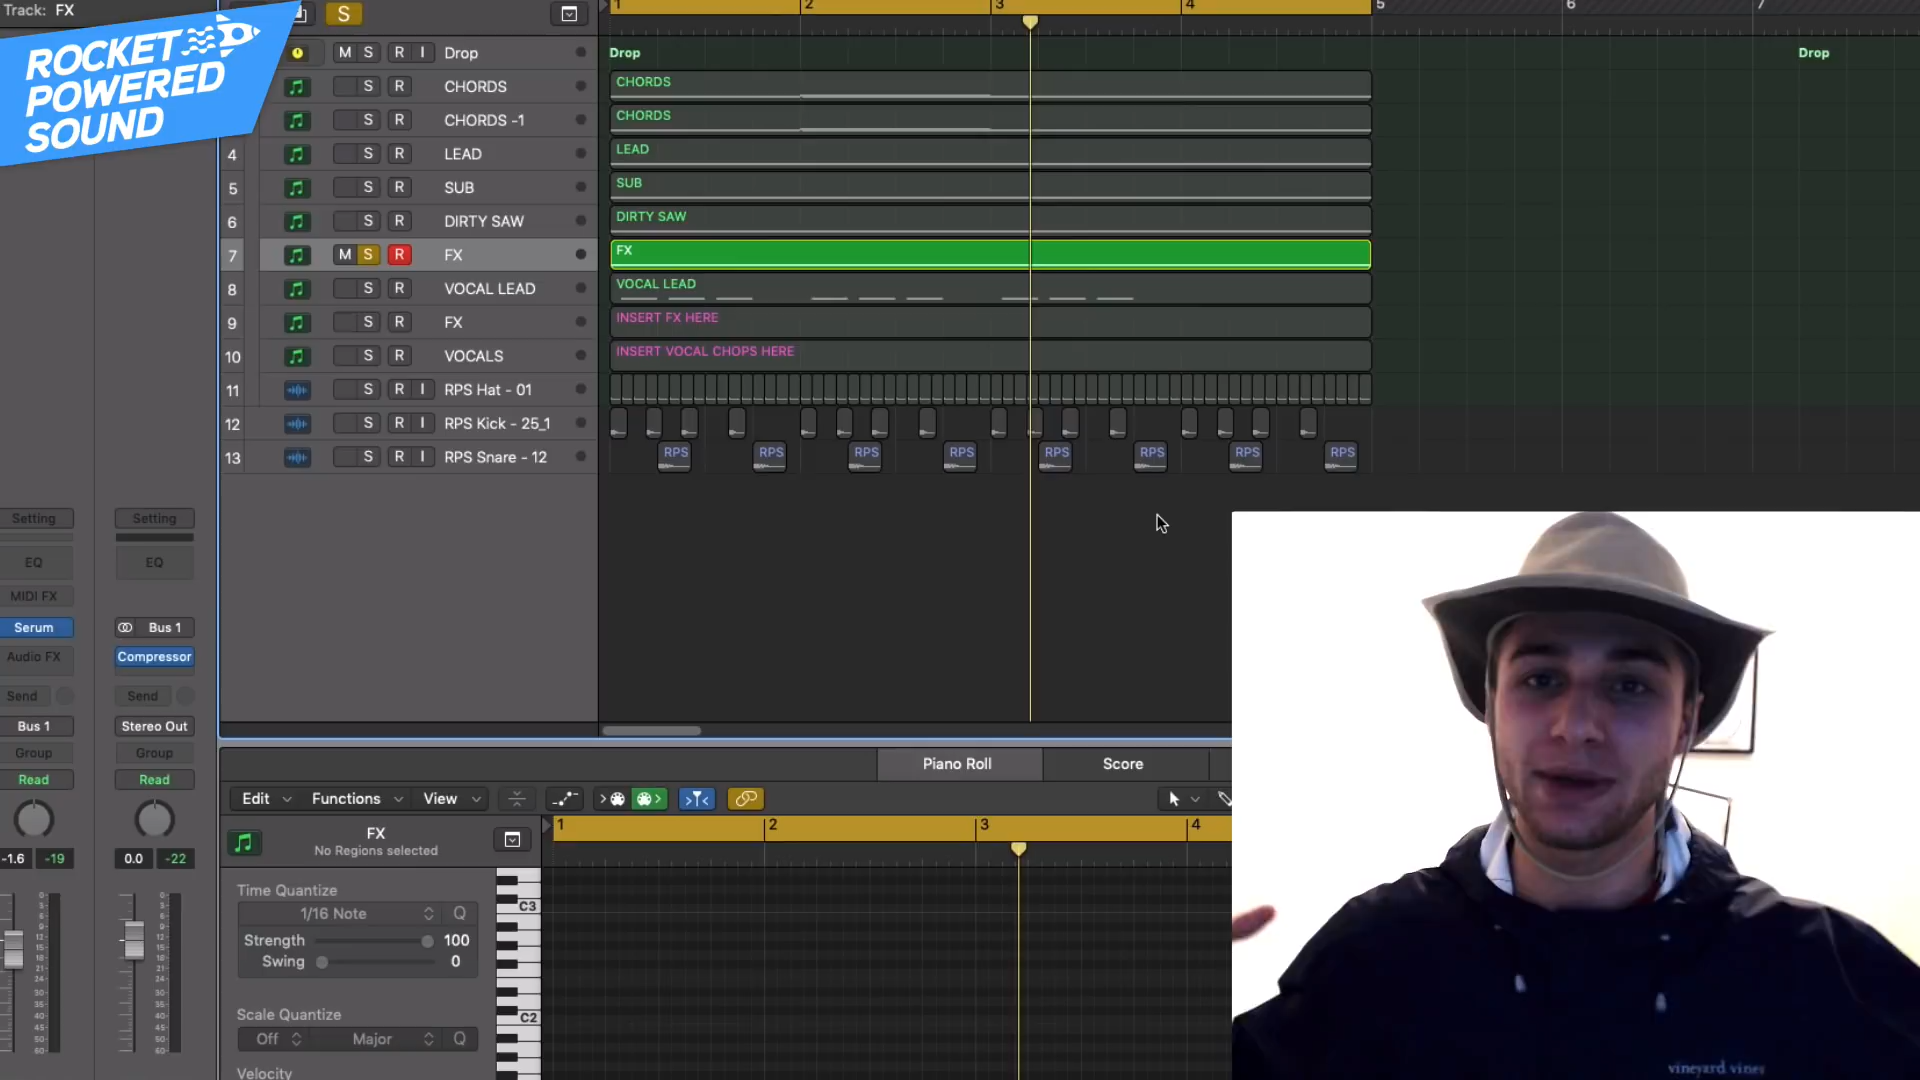 Track: FX
ROCKET
POWERED
SOUND
S
1 2 3 4 5 6 7
M S R I Drop
Drop
Drop
S R CHORDS
CHORDS
S R CHORDS -1
CHORDS
4 S R LEAD
LEAD
5 S R SUB
SUB
6 S R DIRTY SAW
DIRTY SAW
7 M S R FX
FX
8 S R VOCAL LEAD
VOCAL LEAD
9 S R FX
INSERT FX HERE
10 S R VOCALS
INSERT VOCAL CHOPS HERE
11 S R I RPS Hat - 01
12 S R I RPS Kick - 25_1
13 S R I RPS Snare - 12
RPS RPS RPS RPS RPS RPS RPS RPS
Setting Setting
EQ EQ
MIDI FX
Serum Bus 1
Audio FX Compressor
Send Send
Bus 1 Stereo Out
Group Group
Read Read
-1.6 -19 0.0 -22
Piano Roll Score
Edit Functions View
FX
No Regions selected
1 2 3 4
Time Quantize
1/16 Note Q
Strength 100
Swing 0
Scale Quantize
Off Major Q
Velocity
C3
C2
vineyard vines